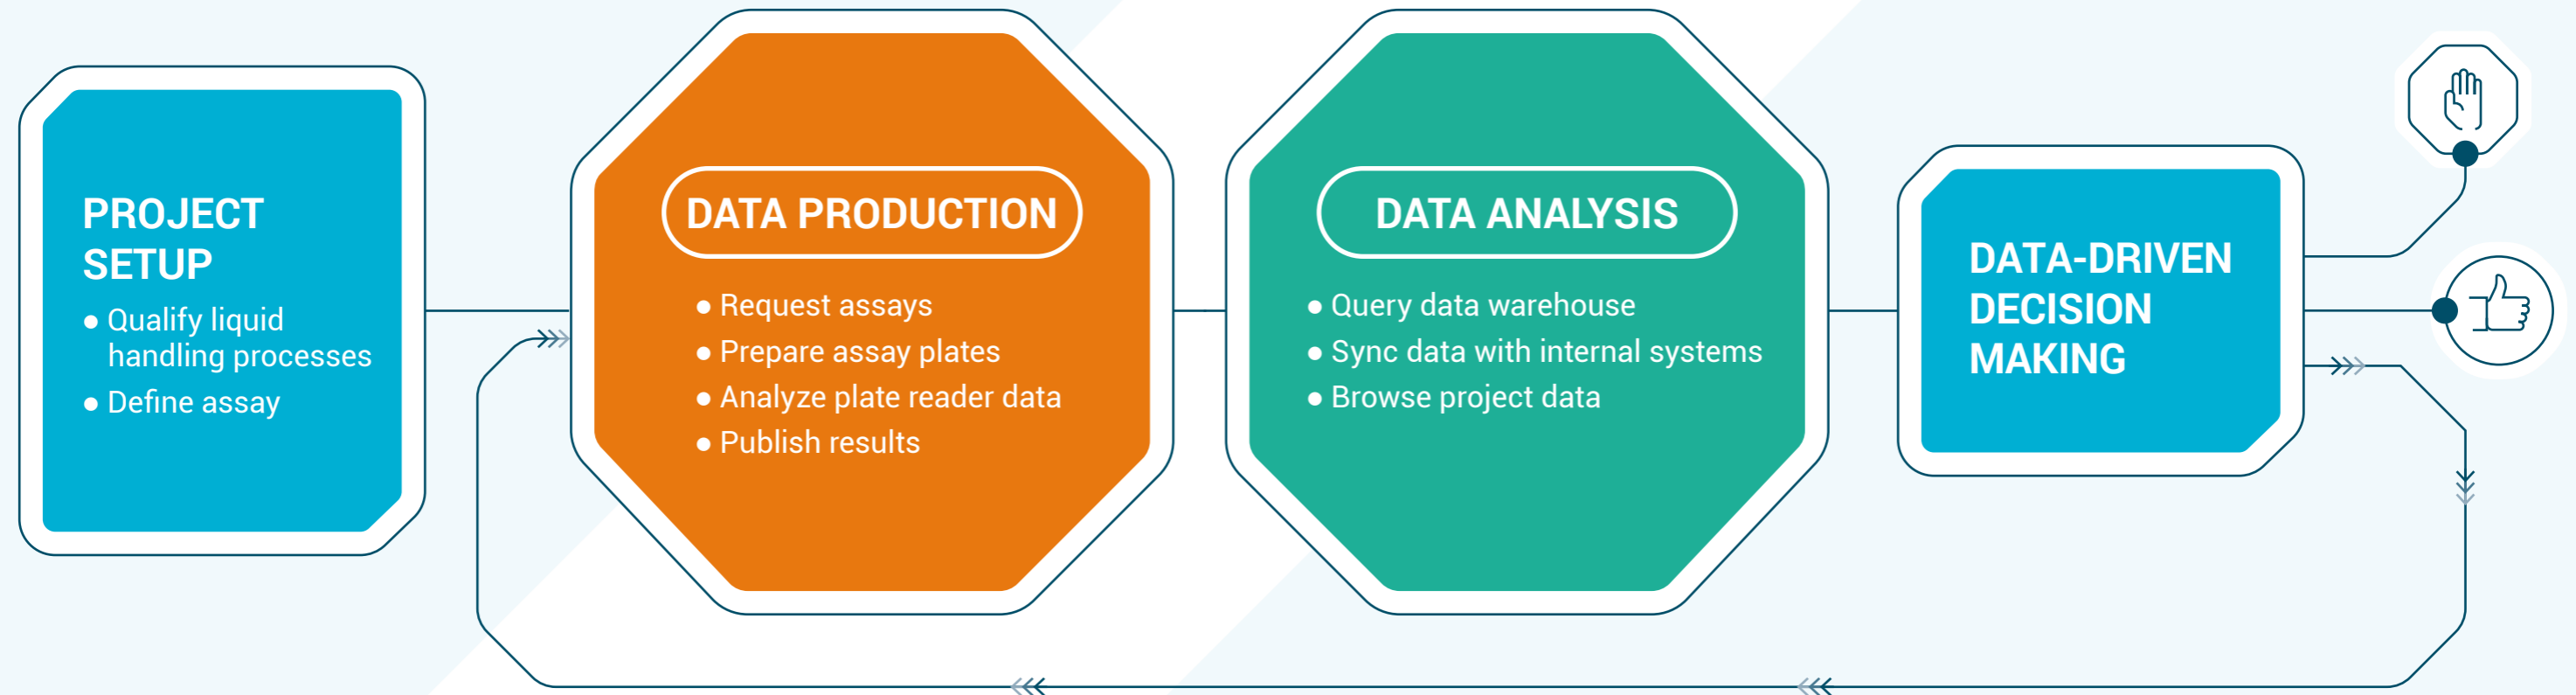 PROJECT
SETUP
● Qualify liquid
handling processes
● Define assay
DATA PRODUCTION
● Request assays
● Prepare assay plates
● Analyze plate reader data
● Publish results
DATA ANALYSIS
● Query data warehouse
● Sync data with internal systems
● Browse project data
DATA-DRIVEN
DECISION
MAKING